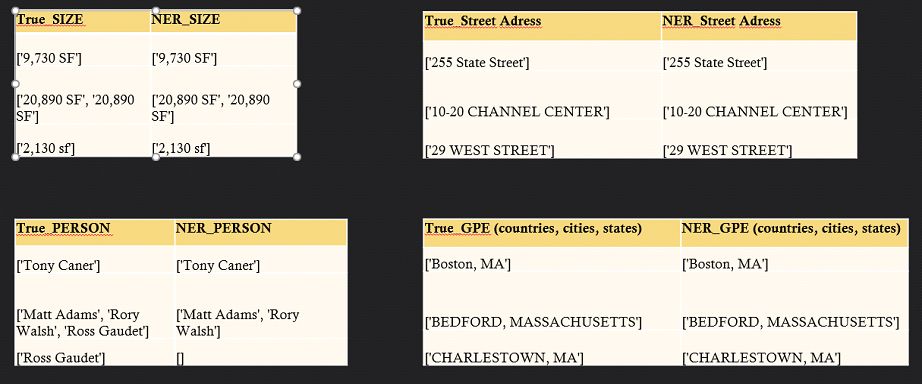 True_SIZE NER_SIZE
['9,730 SF'] ['9,730 SF']
['20,890 SF', '20,890 ['20,890 SF', '20,890
SF'] SF']
['2,130 sf'] ['2,130 sf']
True_Street Adress NER_Street Adress
['255 State Street'] ['255 State Street']
['10-20 CHANNEL CENTER'] ['10-20 CHANNEL CENTER']
['29 WEST STREET'] ['29 WEST STREET']
True_PERSON NER_PERSON
['Tony Caner'] ['Tony Caner']
['Matt Adams', 'Rory ['Matt Adams', 'Rory
Walsh', 'Ross Gaudet'] Walsh']
['Ross Gaudet'] []
True_GPE (countries, cities, states) NER_GPE (countries, cities, states)
['Boston, MA'] ['Boston, MA']
['BEDFORD, MASSACHUSETTS'] ['BEDFORD, MASSACHUSETTS']
['CHARLESTOWN, MA'] ['CHARLESTOWN, MA']